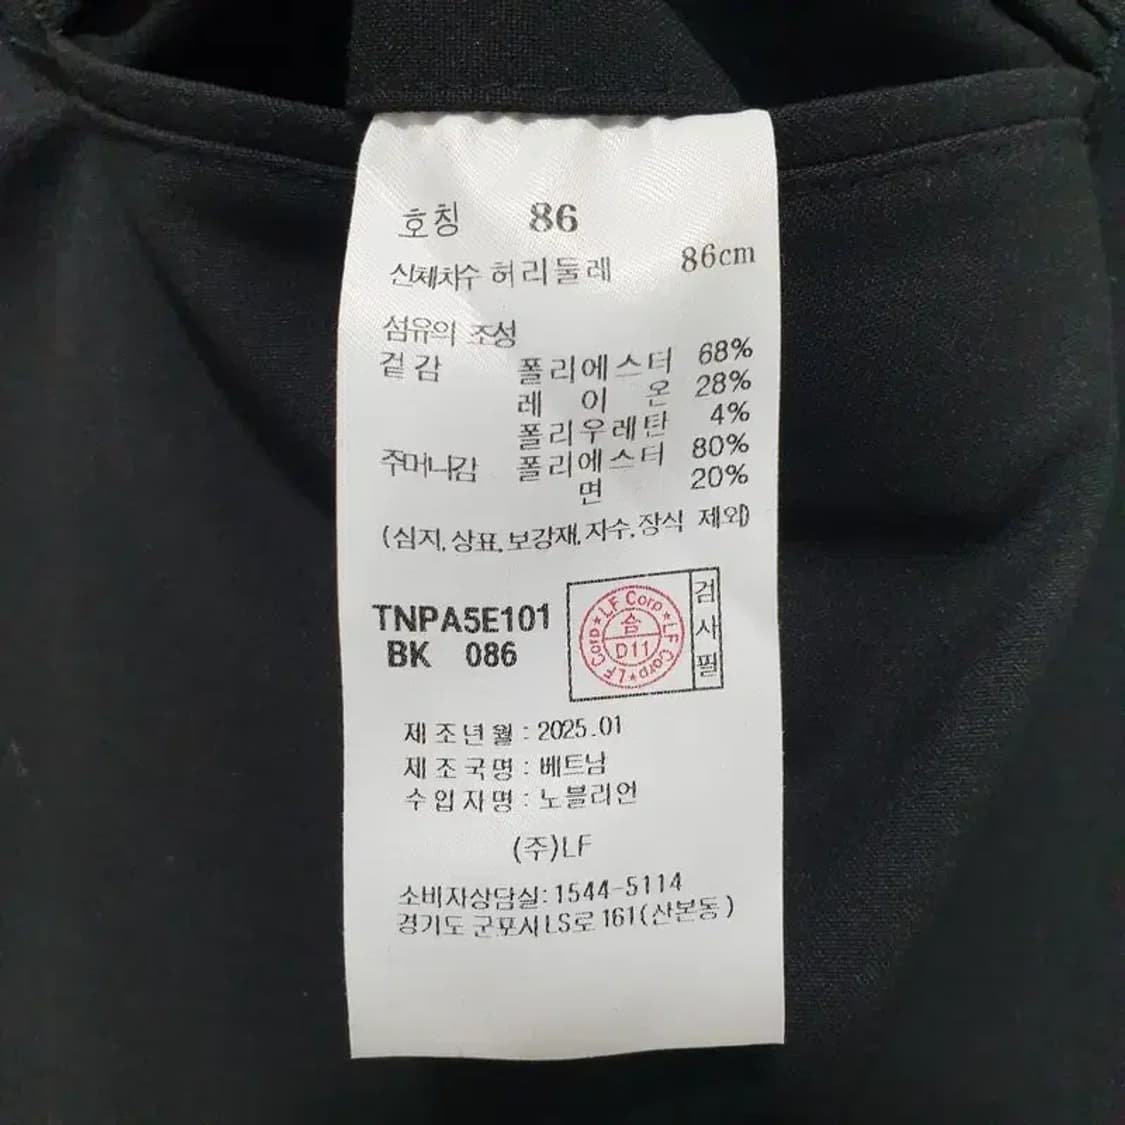 호칭 86
신체치수 허리둘레 86cm
섬유의 조성
겉감 폴리에스터 68%
레이온 28%
폴리우레탄 4%
주머니감 폴리에스터 80%
면 20%
(심지,상표,보강재,자수,장식 제외)
TNPA5E101
BK 086
LF Corp ★ LF Corp ★ LF Corp ★
D11
검사필
제조년월 : 2025.01
제조국명 : 베트남
수입자명 : 노블리언
(주)LF
소비자상담실: 1544-5114
경기도 군포시 LS로 161(산본동)